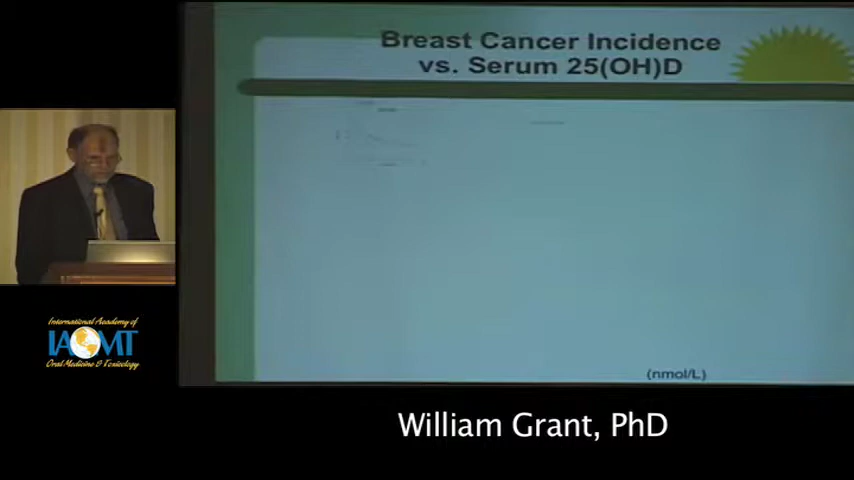 Breast Cancer Incidence
vs. Serum 25(OH)D
(nmol/L)
International Academy of
IAOMT
Oral Medicine & Toxicology
William Grant, PhD